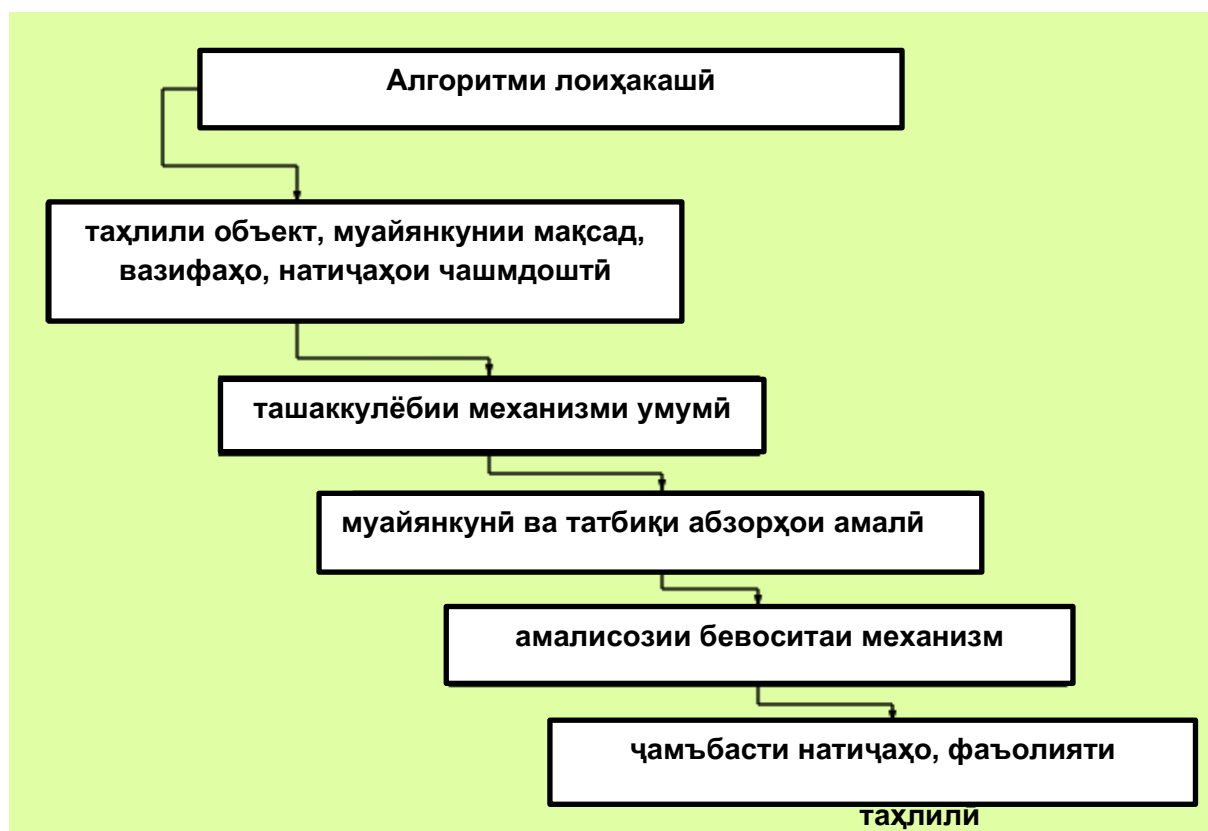 Алгоритми лоиҳакашӣ
таҳлили объект, муайянкунии мақсад,
вазифаҳо, натиҷаҳои чашмдоштӣ
ташаккулёбии механизми умумӣ
муайянкунӣ ва татбиқи абзорҳои амалӣ
амалисозии бевоситаи механизм
ҷамъбасти натиҷаҳо, фаъолияти
таҳлилӣ